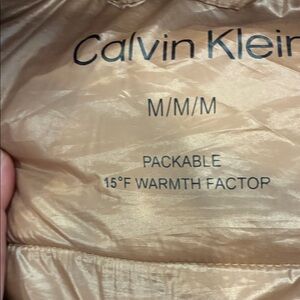 Calvin Klein
M/M/M
PACKABLE
15°F WARMTH FACTOP